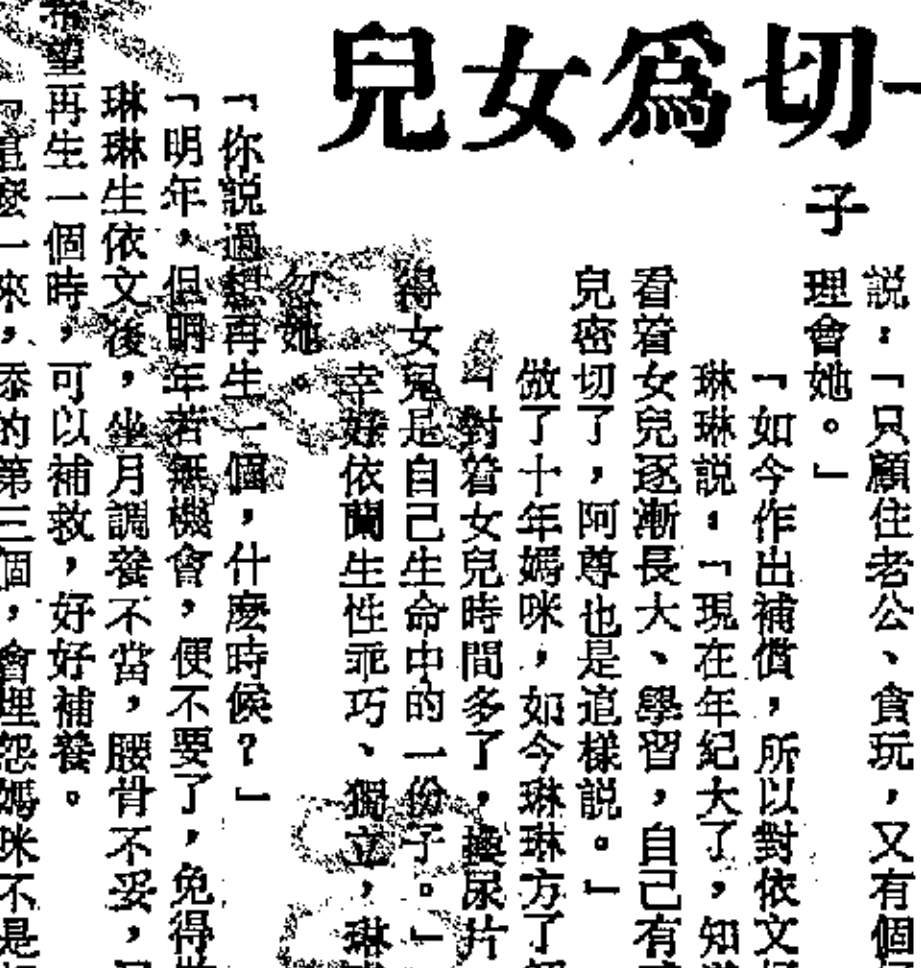 一切爲女兒
子
説：「只顧住老公、貪玩，又有個
理會她。」
「如今作出補償，所以對依文
琳琳説：「現在年紀大了，知
看着女兒逐漸長大、學習，自己有
兒密切了，阿尊也是這樣説。」
做了十年媽咪，如今琳琳方了
「對着女兒時間多了，換尿片
得女兒是自己生命中的一份子。」
幸好依蘭生性乖巧、獨立，琳
忽她。
「你説過想再生一個，什麼時候？」
「明年，但明年若無機會，便不要了，免得
琳琳生依文後，坐月調養不當，腰骨不妥，
希望再生一個時，可以補救，好好補養。
「這麼一來，添的第三個，會埋怨媽咪不是